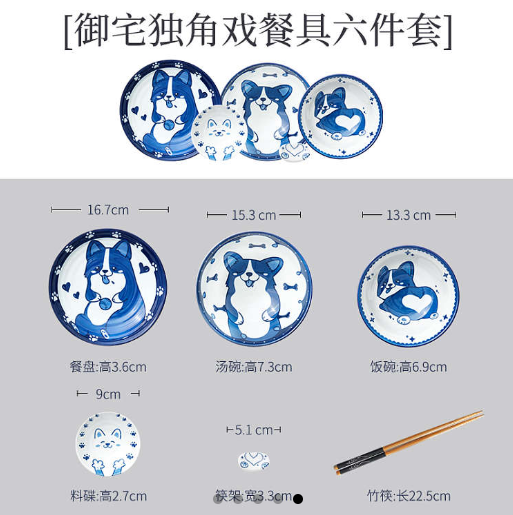 [御宅独角戏餐具六件套]
16.7cm
15.3 cm
13.3 cm
餐盘:高3.6cm
汤碗:高7.3cm
饭碗:高6.9cm
9cm
5.1 cm
料碟:高2.7cm
筷架:宽3.3cm
竹筷:长22.5cm